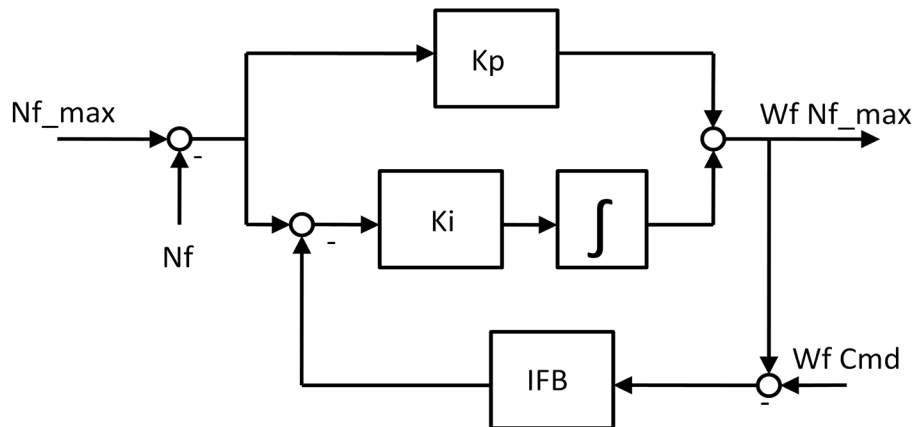 Kp
Nf_max
Wf Nf_max
-
Ki
∫
-
Nf
Wf Cmd
IFB
-